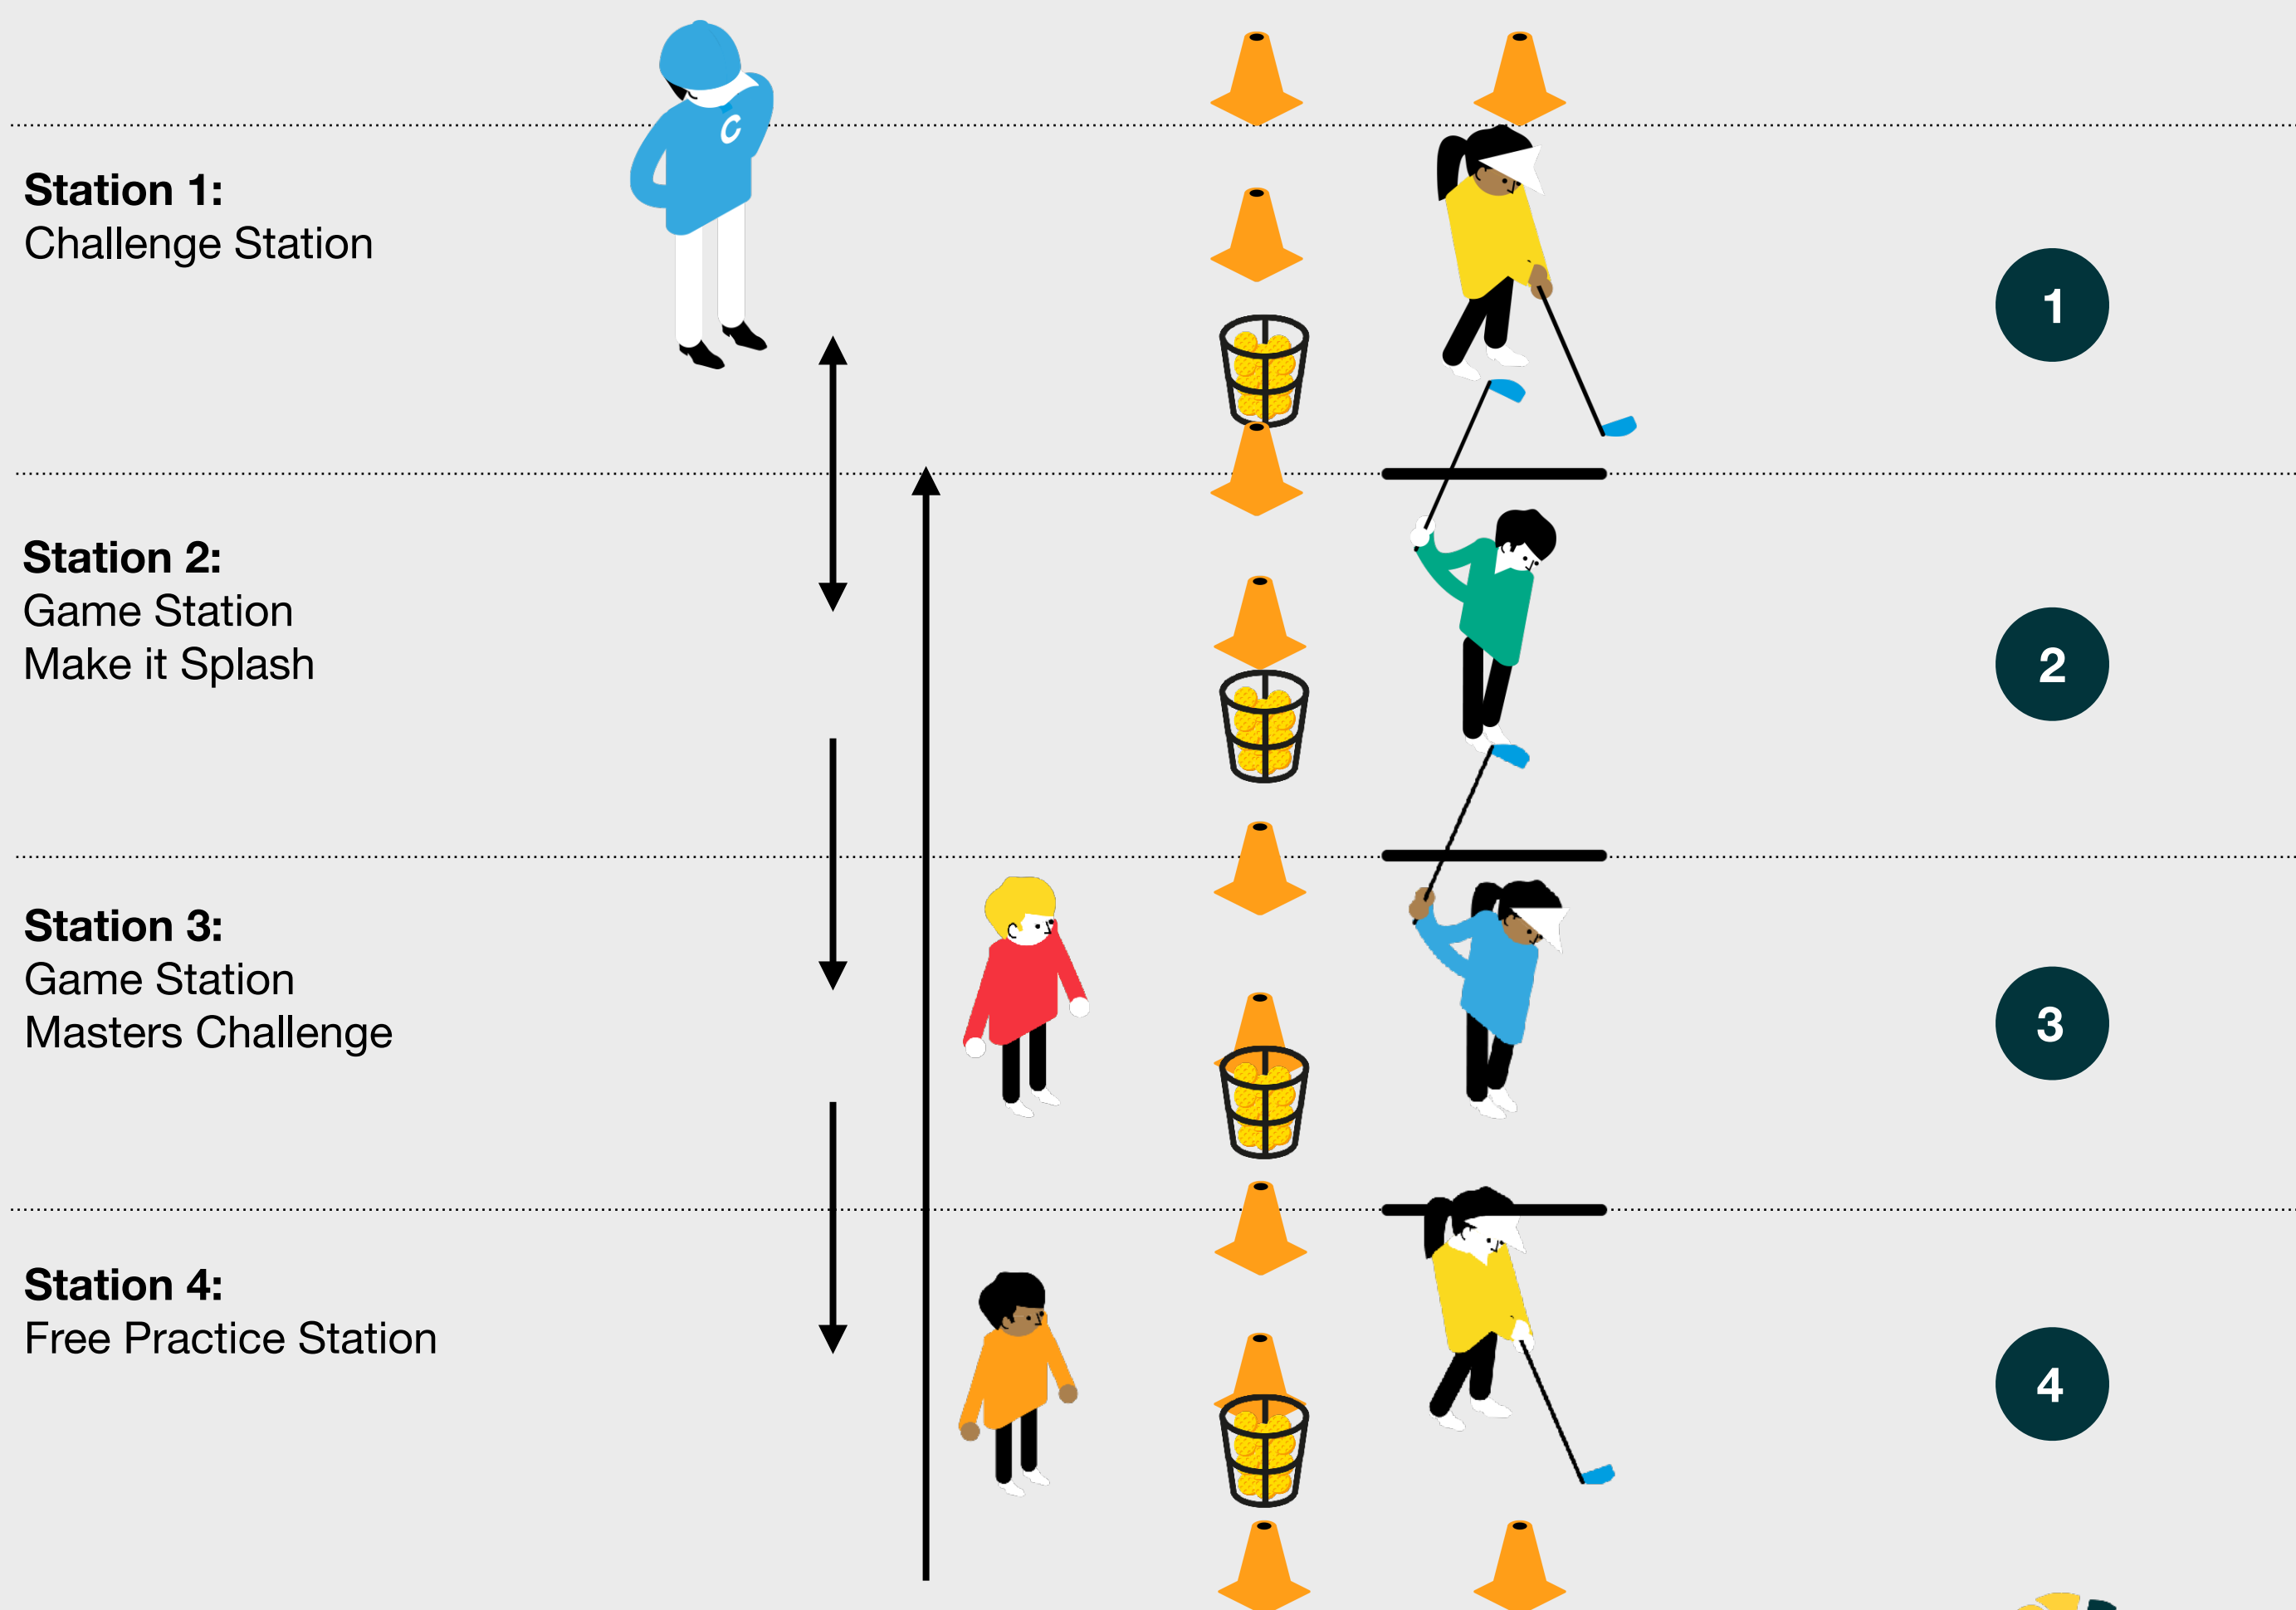 C
Station 1:
Challenge Station
1
Station 2:
Game Station
Make it Splash
2
Station 3:
Game Station
Masters Challenge
3
Station 4:
Free Practice Station
4